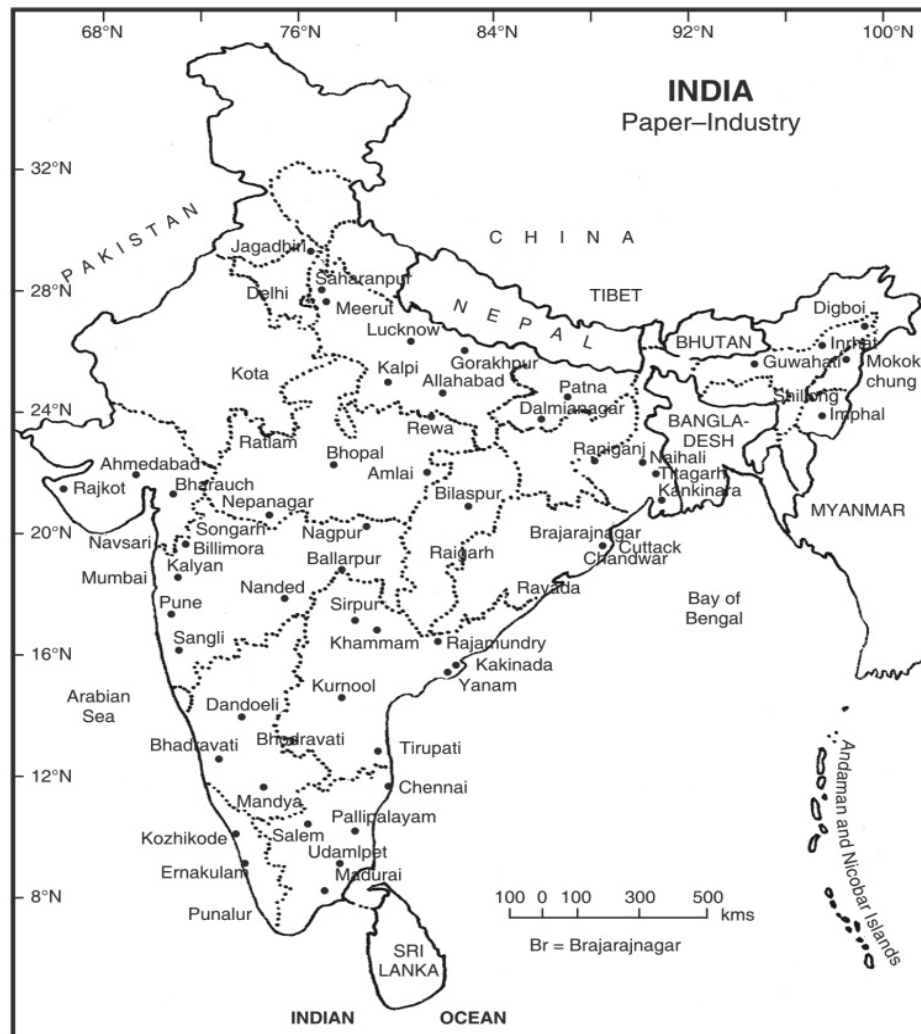 68°N 76°N 84°N 92°N 100°N
INDIA
Paper–Industry
32°N
PAKISTAN
CHINA
Jagadhiri
Saharanpur
28°N
Delhi
Meerut
TIBET
NEPAL
Digboi
Lucknow
BHUTAN
Inrhat
Gorakhpur
Guwahati
Mokok
chung
Kota
Kalpi
Allahabad
Patna
Shillong
24°N
Dalmianagar
BANGLA-
DESH
Imphal
Rewa
Ratlam
Raniganj
Naihali
Ahmedabad
Bhopal
Amlai
Titagarh
Rajkot
Bharauch
Bilaspur
Kankinara
Nepanagar
MYANMAR
20°N
Songarh
Nagpur
Brajarajnagar
Navsari
Billimora
Raigarh
Cuttack
Kalyan
Ballarpur
Chandwar
Mumbai
Nanded
Rayada
Pune
Sirpur
Bay of
Bengal
Sangli
Khammam
Rajamundry
16°N
Kakinada
Yanam
Arabian
Sea
Kurnool
Dandoeli
Bhadravati
Bhodravati
Tirupati
12°N
Chennai
Mandya
Pallipalayam
Kozhikode
Salem
Udamlpet
Ernakulam
Madurai
8°N
Punalur
100 0 100 300 500
kms
Br = Brajarajnagar
SRI
LANKA
Andaman and Nicobar Islands
INDIAN OCEAN